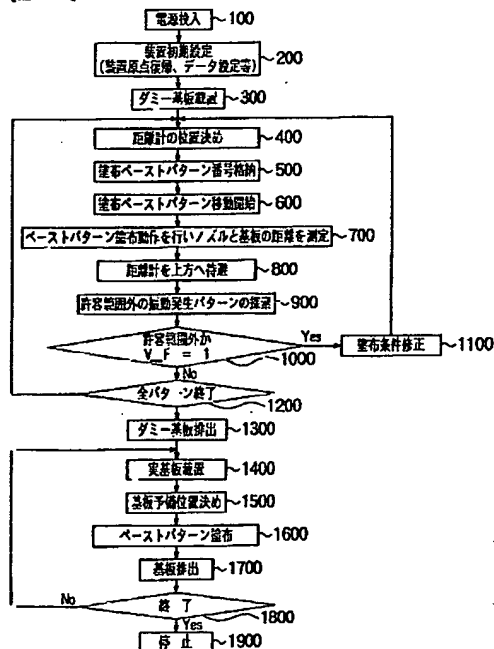 電源投入 100
装置初期設定
(装置原点復帰、データ設定等) 200
ダミー基板載置 300
距離計の位置決め 400
塗布ペーストパターン番号格納 500
塗布ペーストパターン移動開始 600
ペーストパターン塗布動作を行いノズルと基板の距離を測定 700
距離計を上方へ待避 800
許容範囲外の振動発生パターンの探索 900
許容範囲外か
V_F = 1
Yes
1000
塗布条件修正 1100
No
全パターン終了
1200
ダミー基板排出 1300
実基板載置 1400
基板予備位置決め 1500
ペーストパターン塗布 1600
基板排出 1700
No
終了
1800
Yes
停止 1900